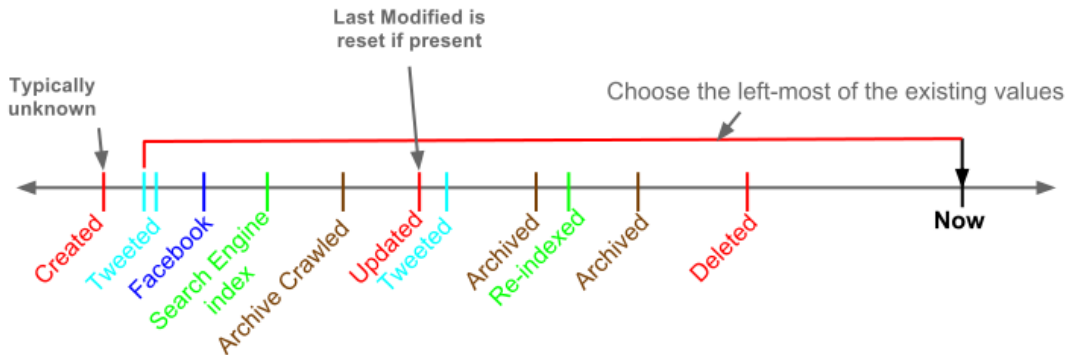 Last Modified is
reset if present
Typically
unknown
Choose the left-most of the existing values
Created
Tweeted
Facebook
Search Engine
index
Archive Crawled
Updated
Tweeted
Archived
Re-indexed
Archived
Deleted
Now